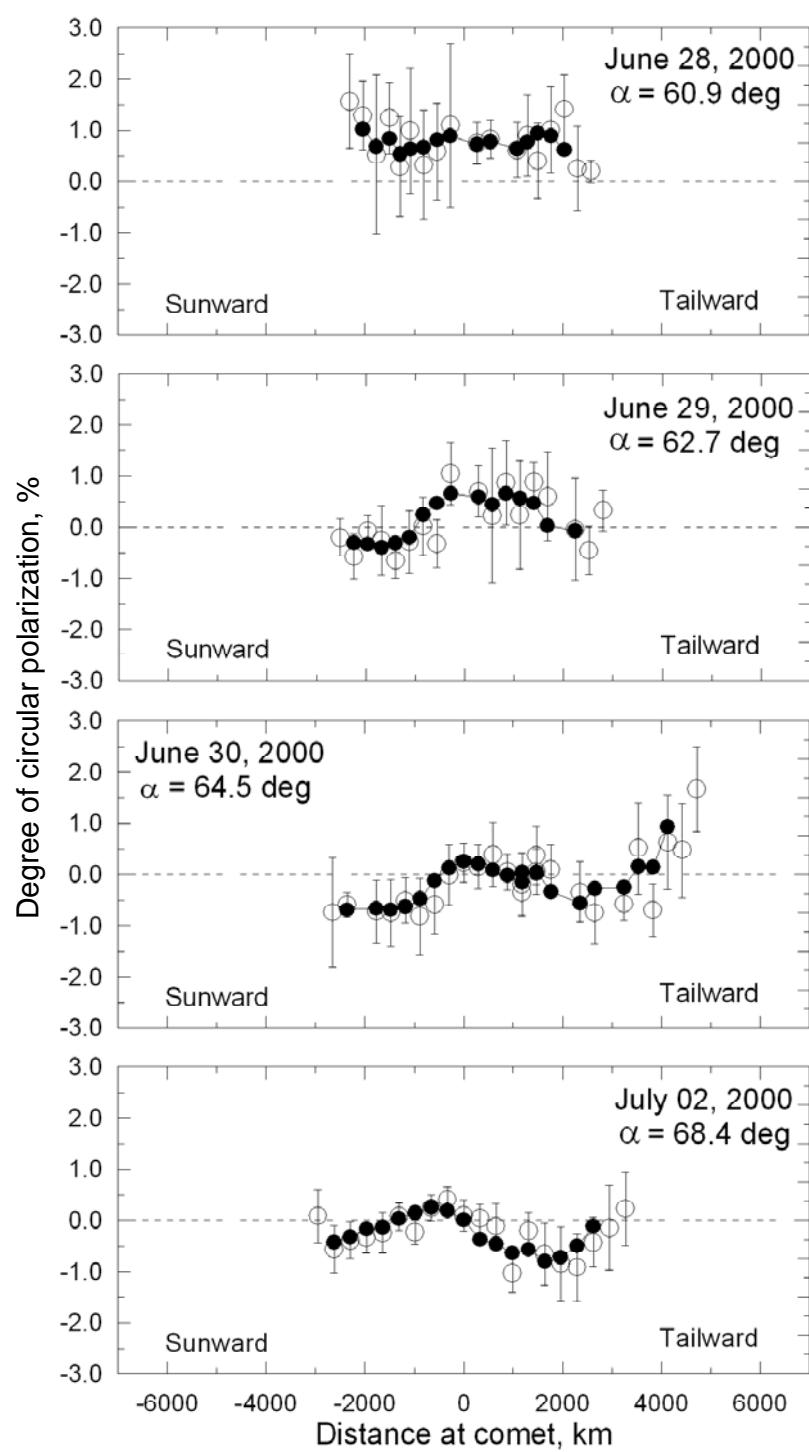 Degree of circular polarization, %
3.0
2.0
1.0
0.0
-1.0
-2.0
-3.0
June 28, 2000
α = 60.9 deg
Sunward
Tailward
3.0
2.0
1.0
0.0
-1.0
-2.0
-3.0
June 29, 2000
α = 62.7 deg
Sunward
Tailward
3.0
2.0
1.0
0.0
-1.0
-2.0
-3.0
June 30, 2000
α = 64.5 deg
Sunward
Tailward
3.0
2.0
1.0
0.0
-1.0
-2.0
-3.0
July 02, 2000
α = 68.4 deg
Sunward
Tailward
-6000 -4000 -2000 0 2000 4000 6000
Distance at comet, km